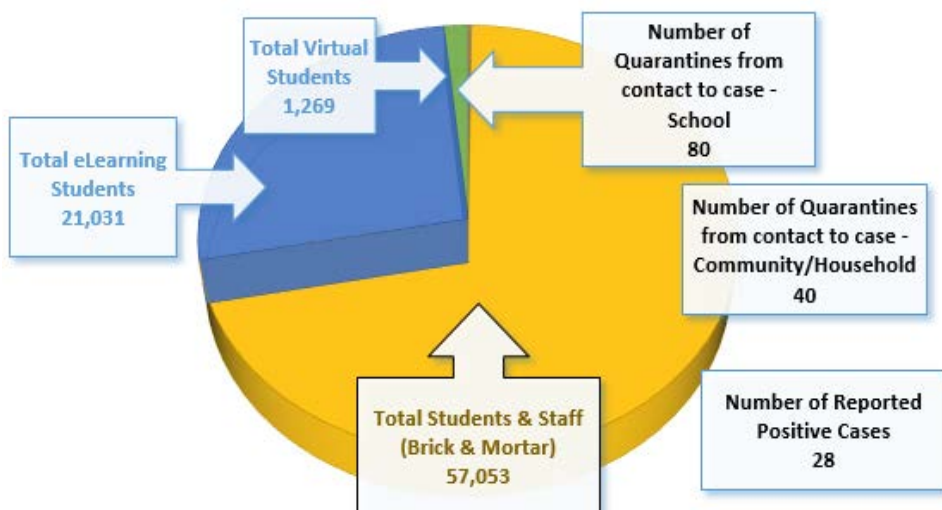 Total Virtual
Students
1,269
Number of
Quarantines from
contact to case -
School
80
Total eLearning
Students
21,031
Number of Quarantines
from contact to case -
Community/Household
40
Total Students & Staff
(Brick & Mortar)
57,053
Number of Reported
Positive Cases
28